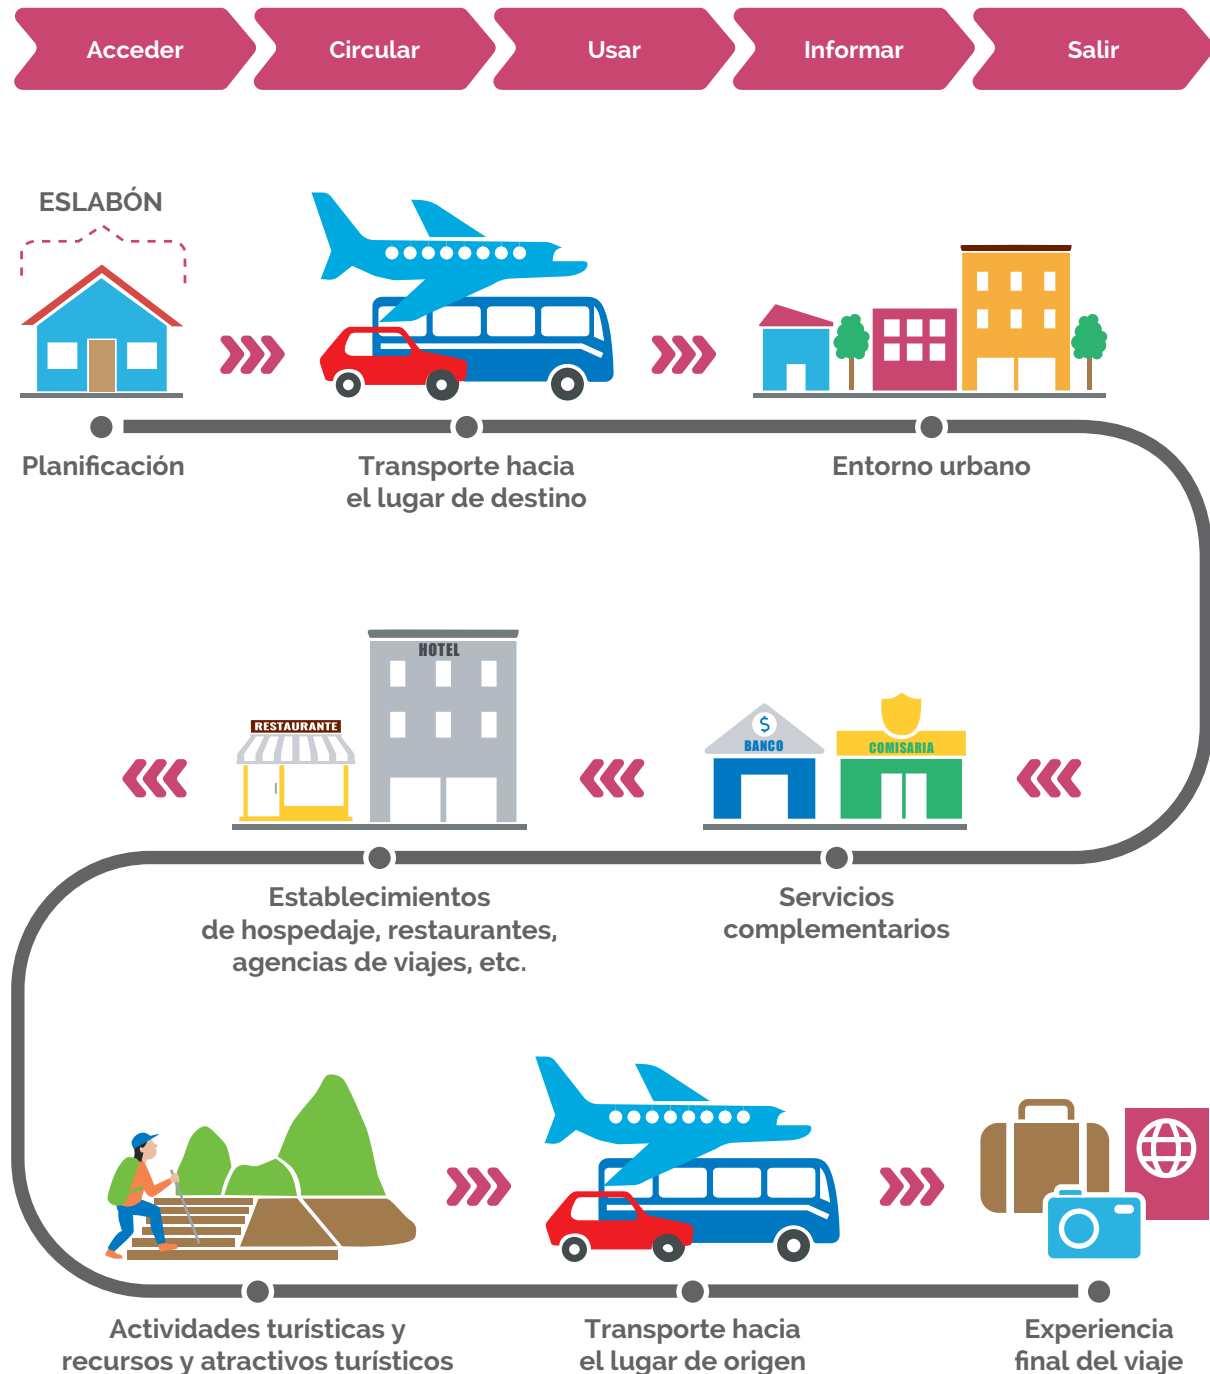 Acceder
Circular
Usar
Informar
Salir
ESLABÓN
Planificación
Transporte hacia
el lugar de destino
Entorno urbano
RESTAURANTE
HOTEL
$
BANCO
COMISARIA
Establecimientos
de hospedaje, restaurantes,
agencias de viajes, etc.
Servicios
complementarios
Actividades turísticas y
recursos y atractivos turísticos
Transporte hacia
el lugar de origen
Experiencia
final del viaje